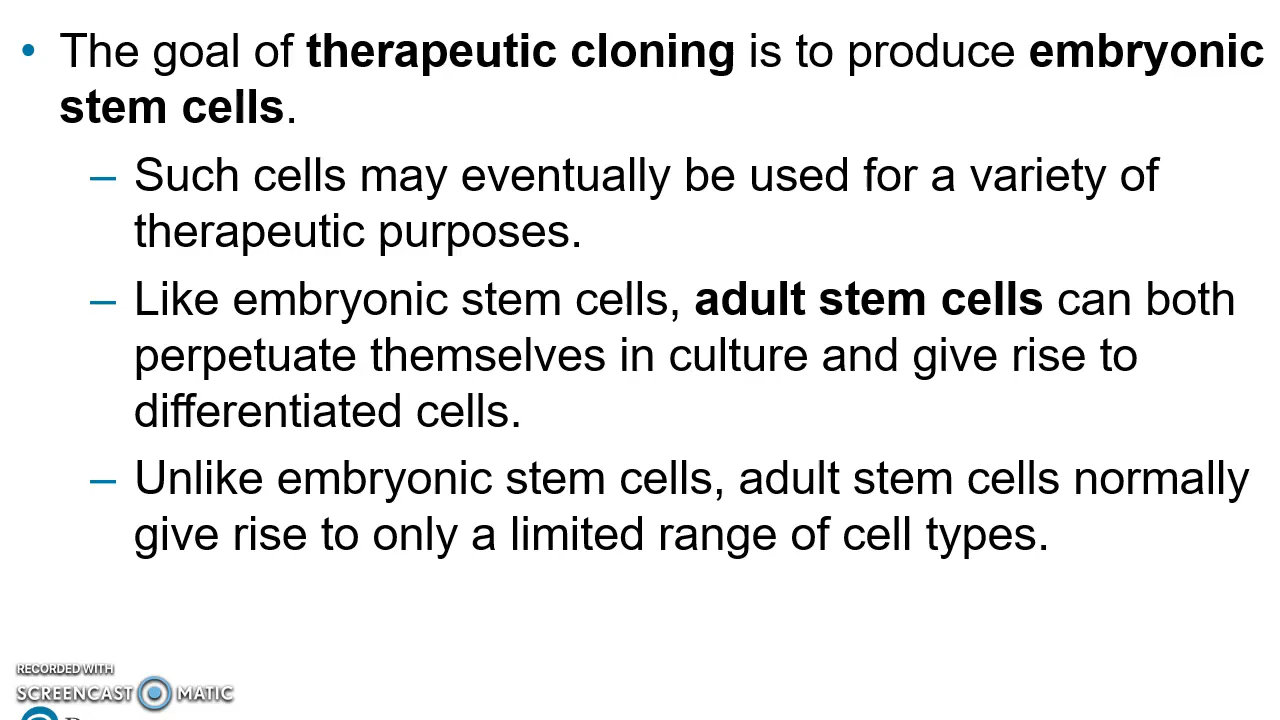 • The goal of therapeutic cloning is to produce embryonic
stem cells.
– Such cells may eventually be used for a variety of
therapeutic purposes.
– Like embryonic stem cells, adult stem cells can both
perpetuate themselves in culture and give rise to
differentiated cells.
– Unlike embryonic stem cells, adult stem cells normally
give rise to only a limited range of cell types.
RECORDED WITH
SCREENCAST MATIC